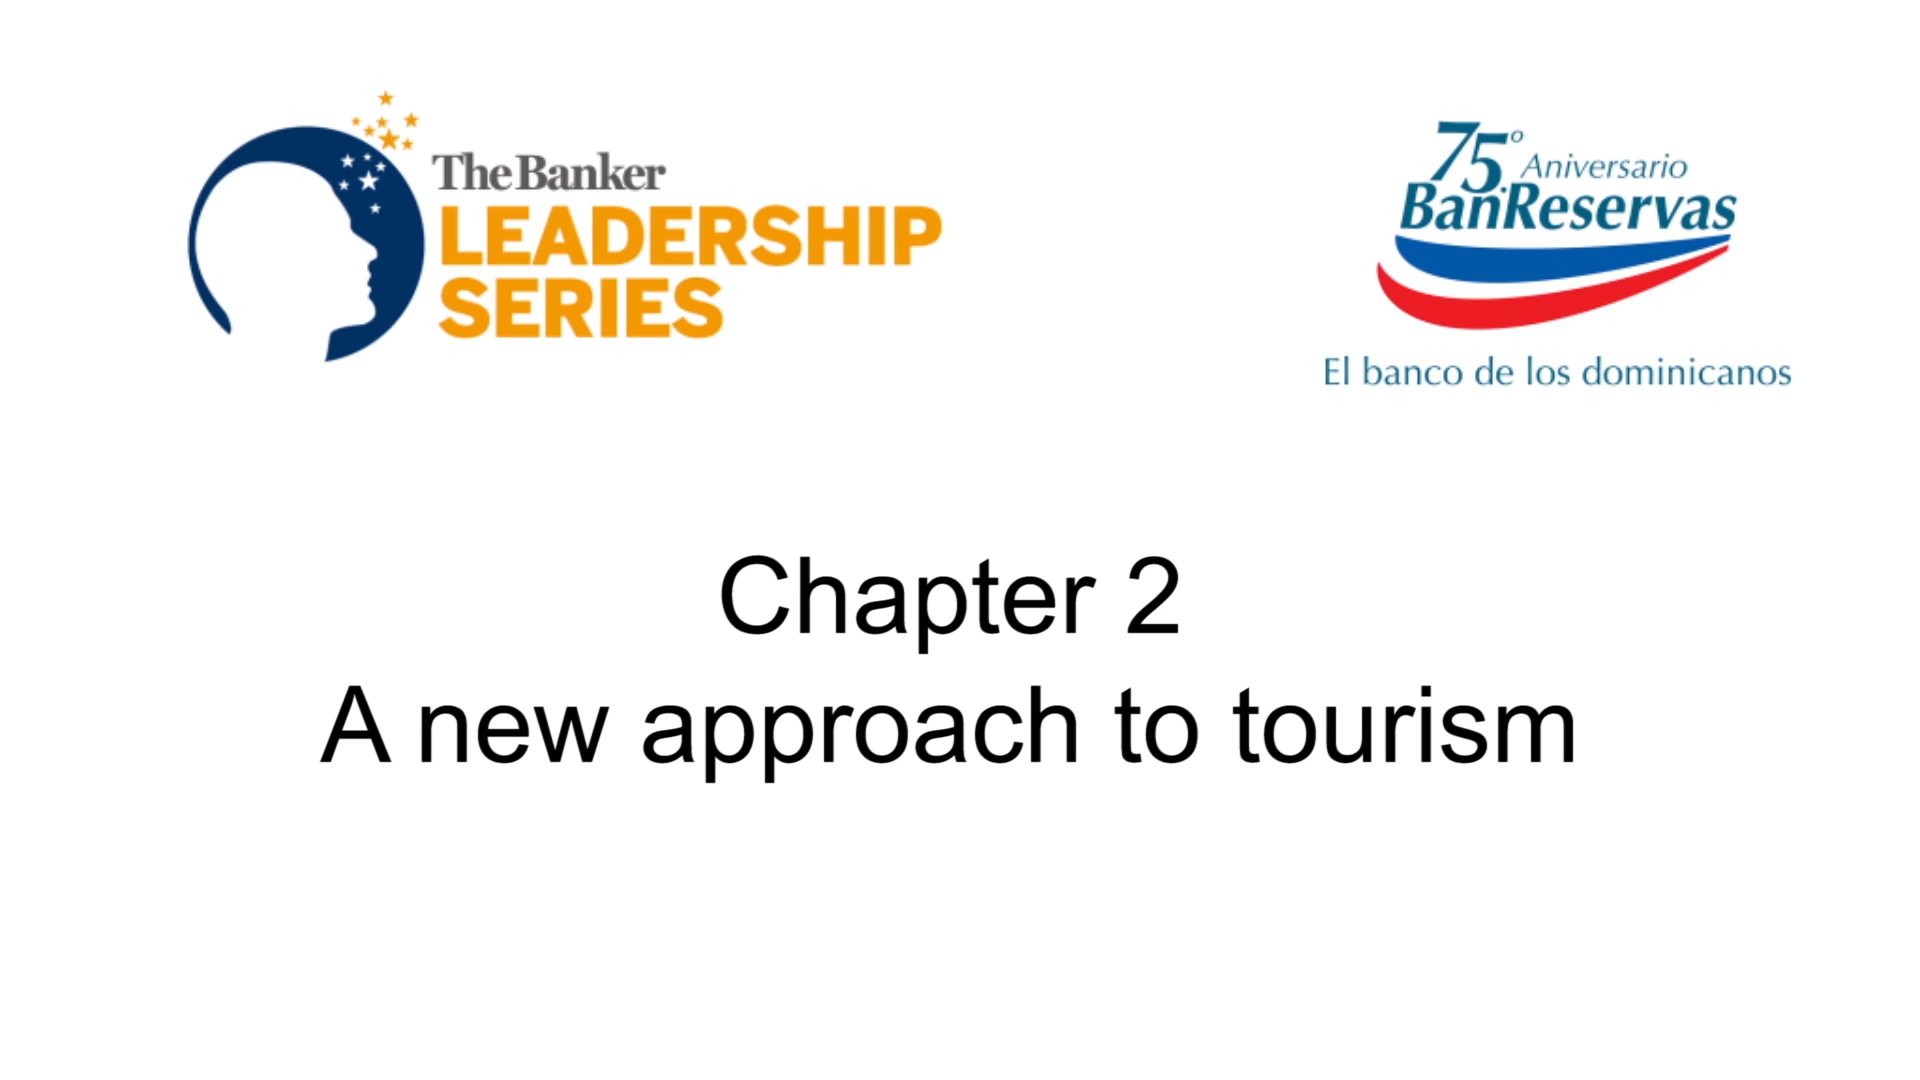 The Banker
LEADERSHIP
SERIES
75º Aniversario
BanReservas
El banco de los dominicanos
Chapter 2
A new approach to tourism